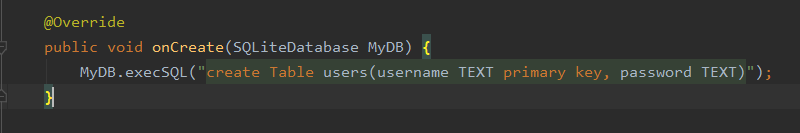 @Override
public void onCreate(SQLiteDatabase MyDB) {
MyDB.execSQL("create Table users(username TEXT primary key, password TEXT)");
}